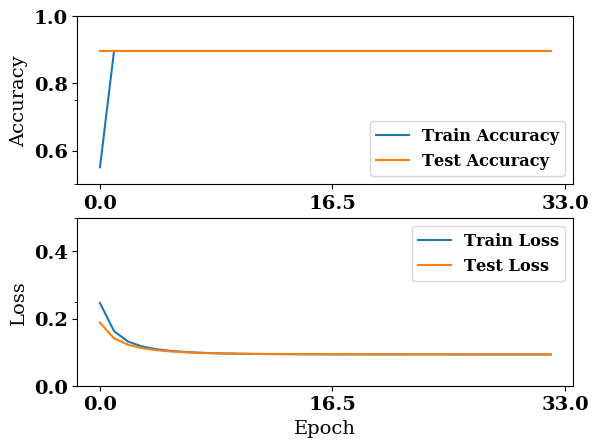 1.0
0.8
0.6
Accuracy
Train Accuracy
Test Accuracy
0.0 16.5 33.0
0.4
0.2
0.0
Loss
Train Loss
Test Loss
0.0 16.5 33.0
Epoch